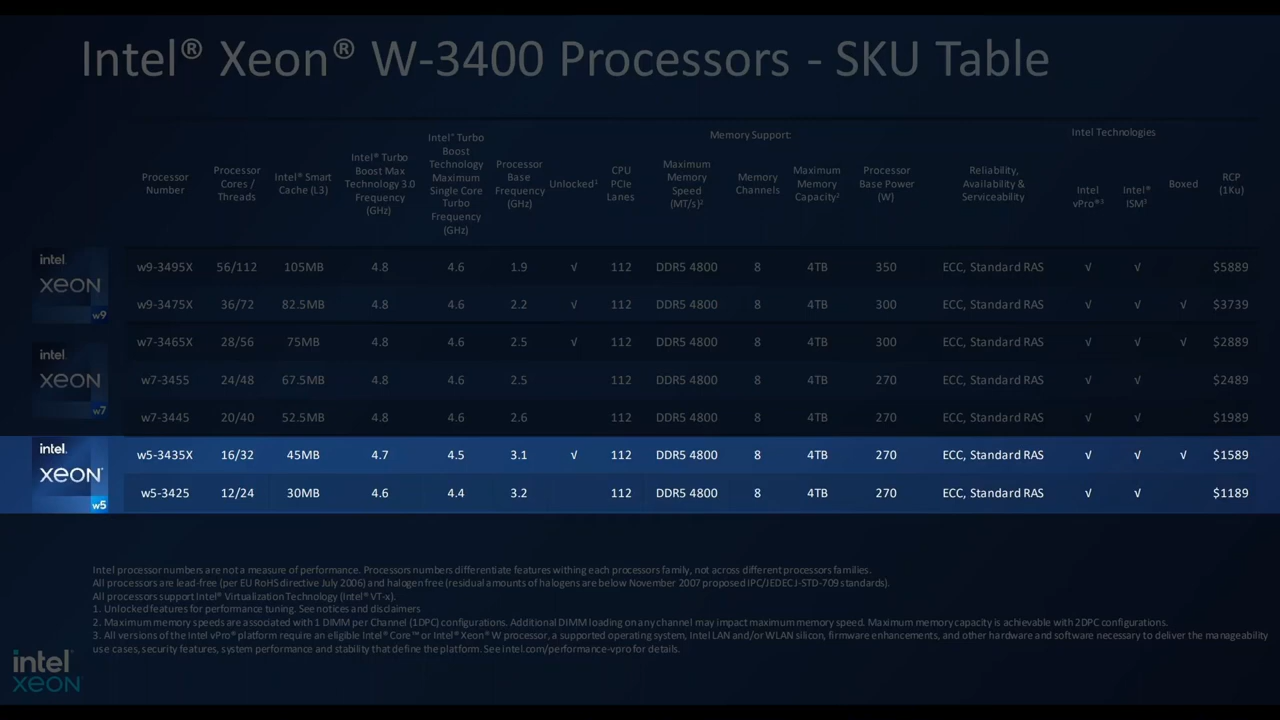 Intel® Xeon® W-3400 Processors - SKU Table
Memory Support:
Intel Technologies
Processor Number
Processor Cores / Threads
Intel® Smart Cache (L3)
Intel® Turbo Boost Max Technology 3.0 Frequency (GHz)
Intel® Turbo Boost Technology Maximum Single Core Turbo Frequency (GHz)
Processor Base Frequency (GHz)
Unlocked¹
CPU PCIe Lanes
Maximum Memory Speed (MT/s)²
Memory Channels
Maximum Memory Capacity²
Processor Base Power (W)
Reliability, Availability & Serviceability
Intel vPro®³
Intel® ISM³
Boxed
RCP (1Ku)
intel. xeon w9
w9-3495X 56/112 105MB 4.8 4.6 1.9 √ 112 DDR5 4800 8 4TB 350 ECC, Standard RAS √ √ $5889
w9-3475X 36/72 82.5MB 4.8 4.6 2.2 √ 112 DDR5 4800 8 4TB 300 ECC, Standard RAS √ √ √ $3739
intel. xeon w7
w7-3465X 28/56 75MB 4.8 4.6 2.5 √ 112 DDR5 4800 8 4TB 300 ECC, Standard RAS √ √ √ $2889
w7-3455 24/48 67.5MB 4.8 4.6 2.5 112 DDR5 4800 8 4TB 270 ECC, Standard RAS √ √ $2489
w7-3445 20/40 52.5MB 4.8 4.6 2.6 112 DDR5 4800 8 4TB 270 ECC, Standard RAS √ √ $1989
intel. xeon w5
w5-3435X 16/32 45MB 4.7 4.5 3.1 √ 112 DDR5 4800 8 4TB 270 ECC, Standard RAS √ √ √ $1589
w5-3425 12/24 30MB 4.6 4.4 3.2 112 DDR5 4800 8 4TB 270 ECC, Standard RAS √ √ $1189
Intel processor numbers are not a measure of performance. Processors numbers differentiate features withing each processors family, not across different processors families.
All processors are lead-free (per EU RoHS directive July 2006) and halogen free (residual amounts of halogens are below November 2007 proposed IPC/JEDEC J-STD-709 standards).
All processors support Intel® Virtualization Technology (Intel® VT-x).
1. Unlocked features for performance tuning. See notices and disclaimers
2. Maximum memory speeds are associated with 1 DIMM per Channel (1DPC) configurations. Additional DIMM loading on any channel may impact maximum memory speed. Maximum memory capacity is achievable with 2DPC configurations.
3. All versions of the Intel vPro® platform require an eligible Intel® Core™ or Intel® Xeon® W processor, a supported operating system, Intel LAN and/or WLAN silicon, firmware enhancements, and other hardware and software necessary to deliver the manageability
use cases, security features, system performance and stability that define the platform. See intel.com/performance-vpro for details.
intel
xeon